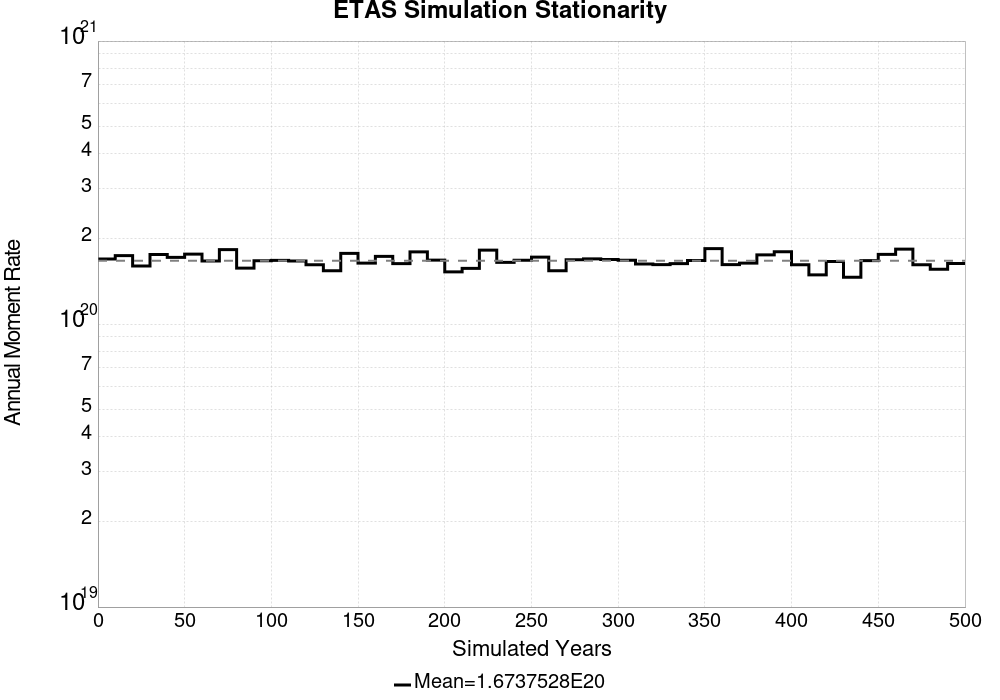 ETAS Simulation Stationarity
10^21
7
5
4
3
2
10^20
7
5
4
3
2
10^19
Annual Moment Rate
0 50 100 150 200 250 300 350 400 450 500
Simulated Years
Mean=1.6737528E20